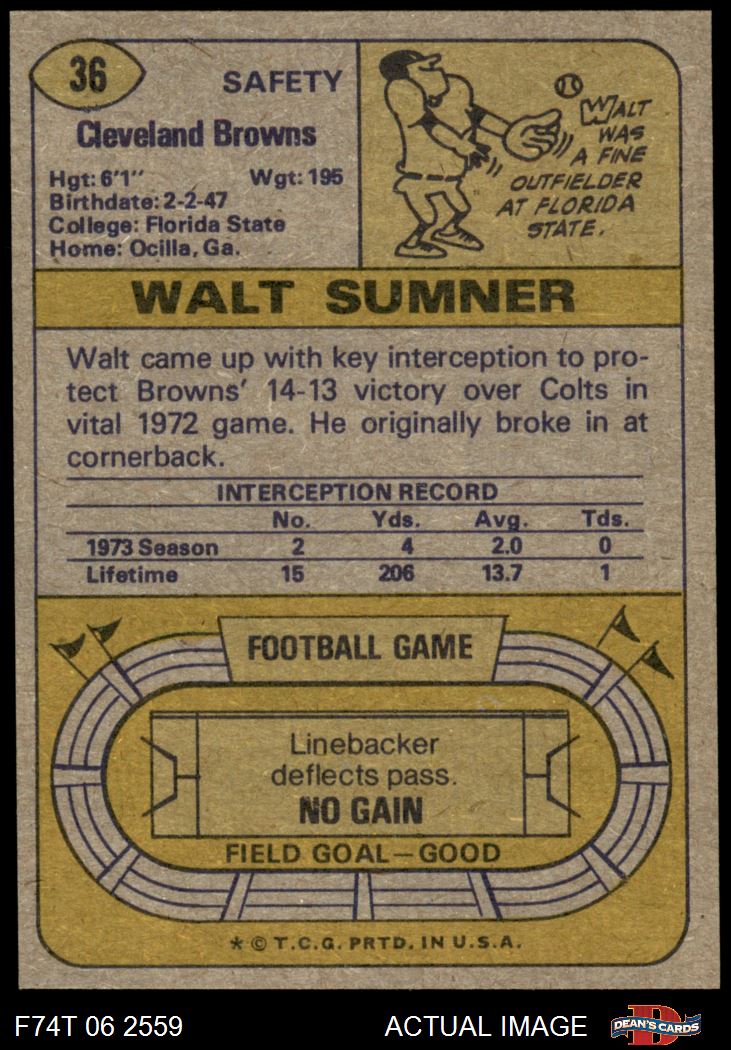 36
SAFETY
Cleveland Browns
Hgt: 6'1" Wgt: 195
Birthdate: 2-2-47
College: Florida State
Home: Ocilla, Ga.
WALT
WAS
A FINE
OUTFIELDER
AT FLORIDA
STATE.
WALT SUMNER
Walt came up with key interception to pro-
tect Browns' 14-13 victory over Colts in
vital 1972 game. He originally broke in at
cornerback.
INTERCEPTION RECORD
No. Yds. Avg. Tds.
1973 Season 2 4 2.0 0
Lifetime 15 206 13.7 1
FOOTBALL GAME
Linebacker
deflects pass.
NO GAIN
FIELD GOAL—GOOD
* © T.C.G. PRTD. IN U.S.A.
F74T 06 2559 ACTUAL IMAGE
D
DEAN'S CARDS